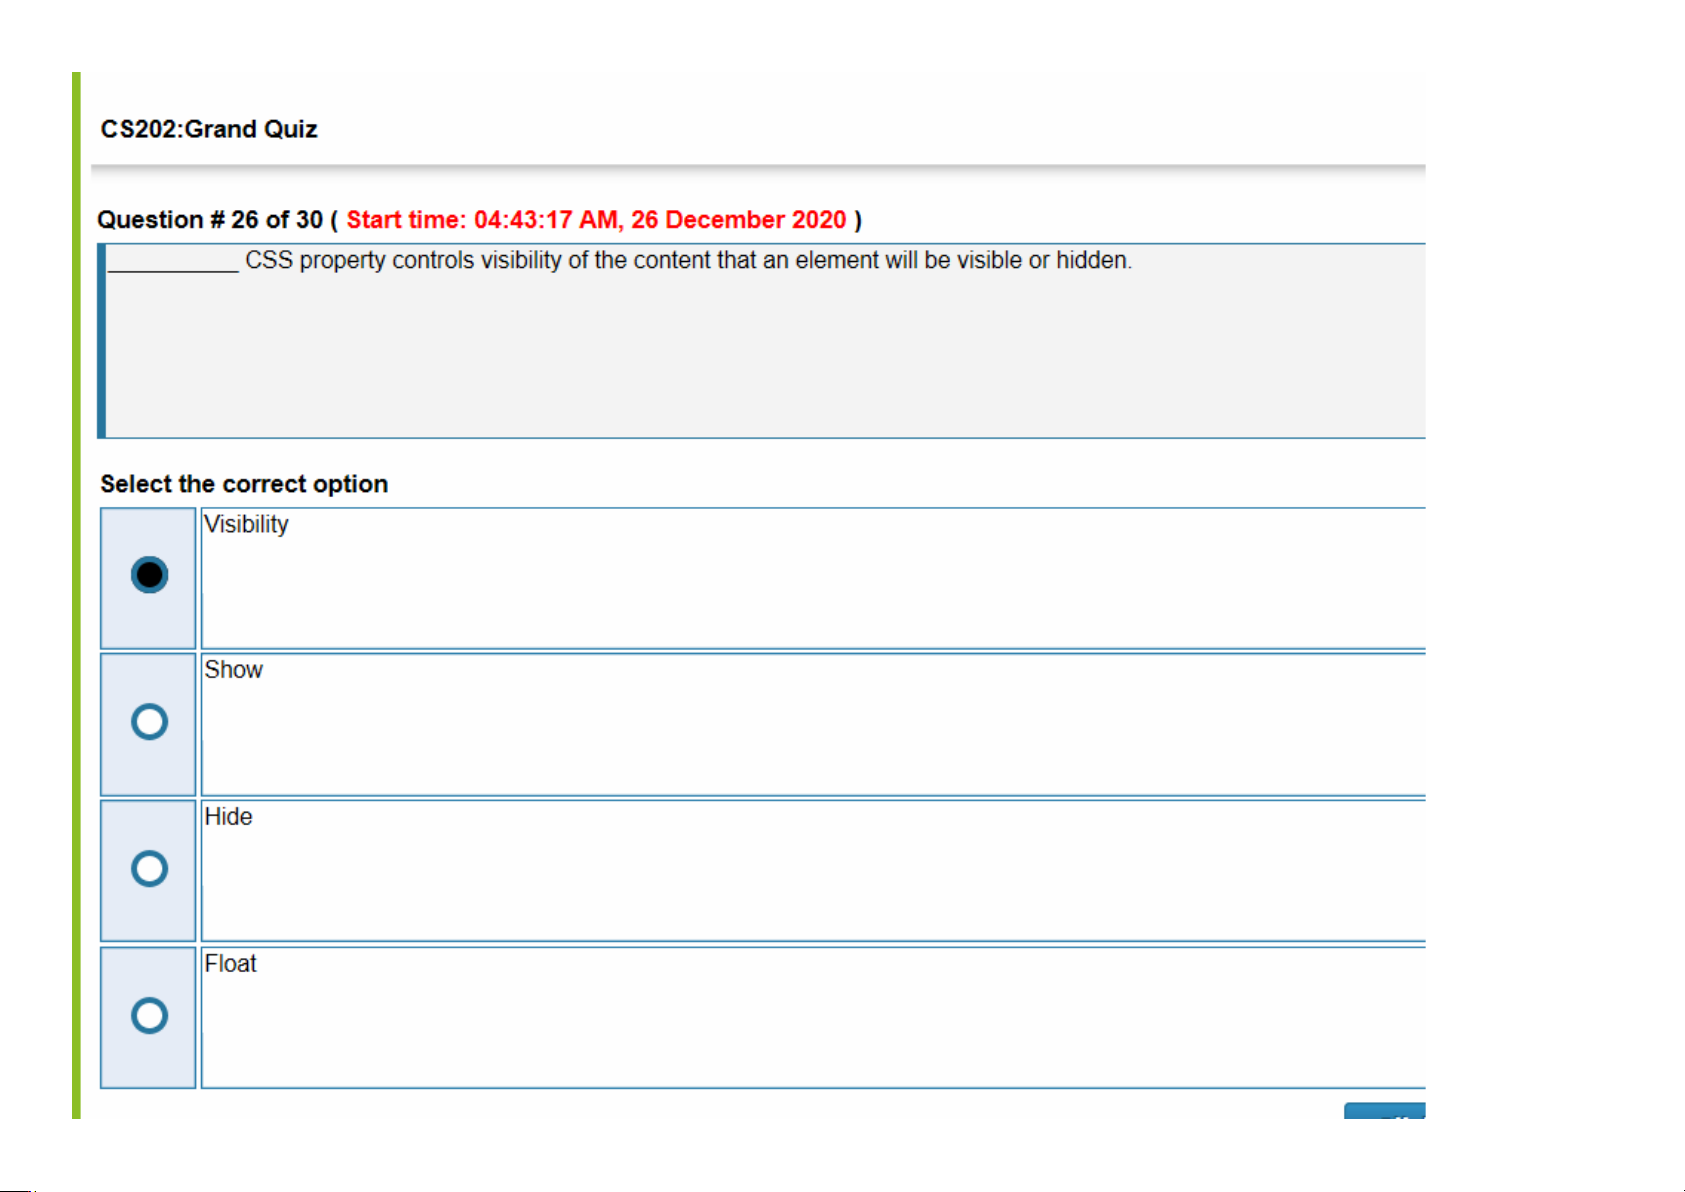 CS202:Grand Quiz
Question # 26 of 30 ( Start time: 04:43:17 AM, 26 December 2020 )
__________ CSS property controls visibility of the content that an element will be visible or hidden.
Select the correct option
Visibility
Show
Hide
Float